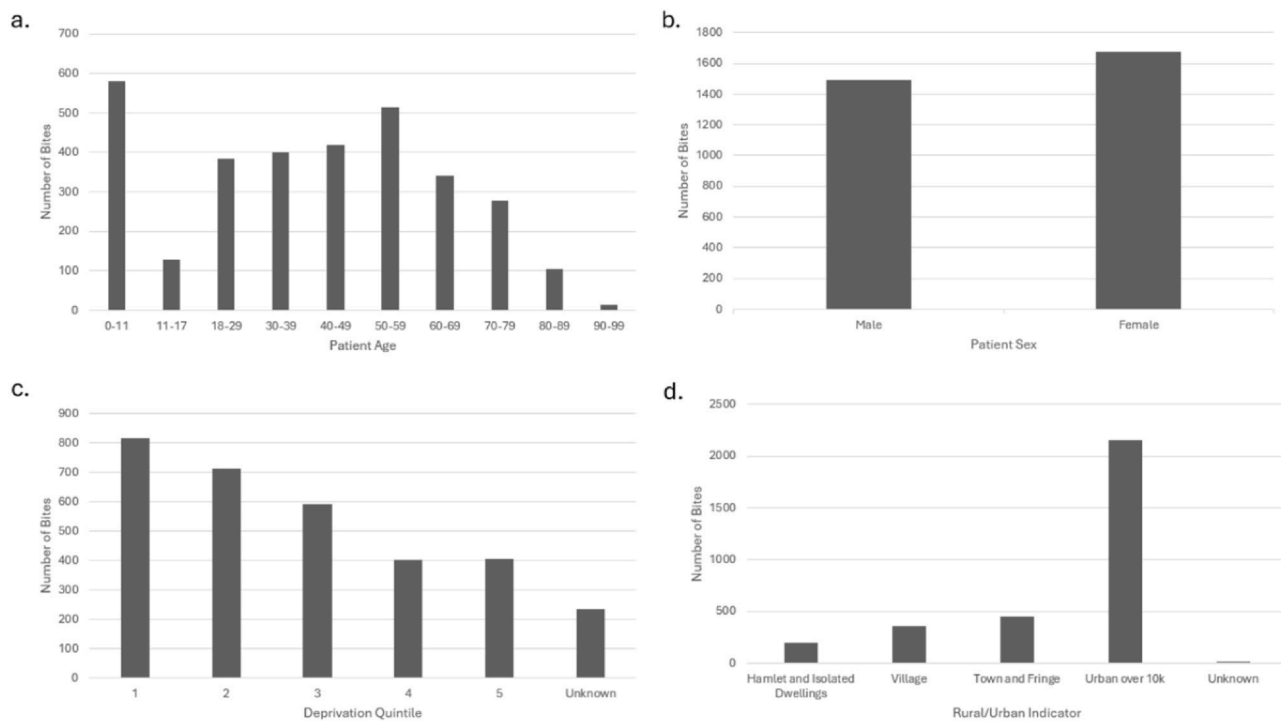 a.
700
600
500
400
300
200
100
0
Number of Bites
0-11 11-17 18-29 30-39 40-49 50-59 60-69 70-79 80-89 90-99
Patient Age
b.
1800
1600
1400
1200
1000
800
600
400
200
0
Number of Bites
Male Female
Patient Sex
c.
900
800
700
600
500
400
300
200
100
0
Number of Bites
1 2 3 4 5 Unknown
Deprivation Quintile
d.
2500
2000
1500
1000
500
0
Number of Bites
Hamlet and Isolated Village Town and Fringe Urban over 10k Unknown
Dwellings
Rural/Urban Indicator